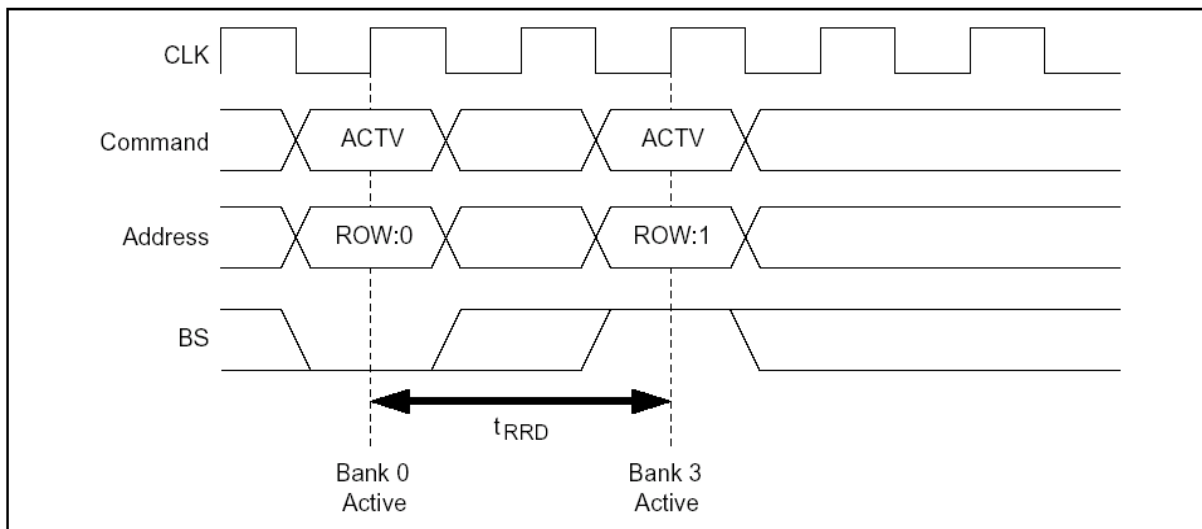 CLK
Command ACTV ACTV
Address ROW:0 ROW:1
BS
tRRD
Bank 0 Bank 3
Active Active